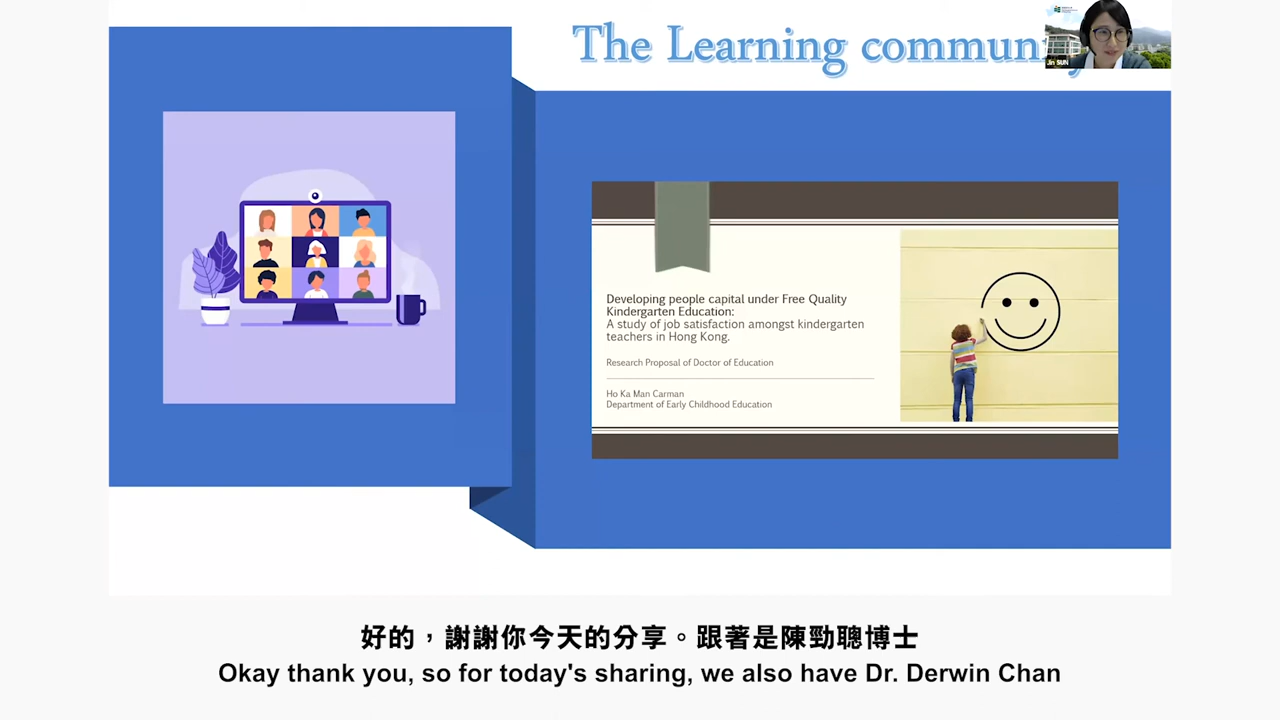 The Learning commun
Jin SUN
Developing people capital under Free Quality
Kindergarten Education:
A study of job satisfaction amongst kindergarten
teachers in Hong Kong.
Research Proposal of Doctor of Education
Ho Ka Man Carman
Department of Early Childhood Education
好的，謝謝你今天的分享。跟著是陳勁聰博士
Okay thank you, so for today's sharing, we also have Dr. Derwin Chan